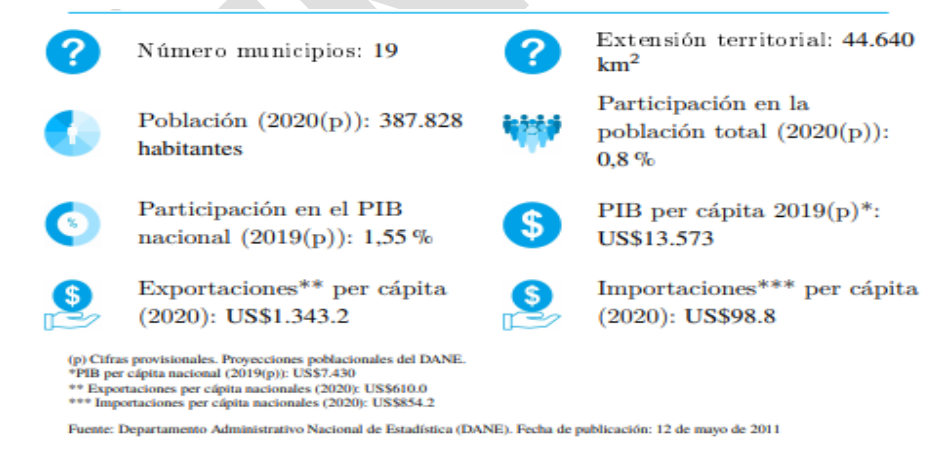 Número municipios: 19
Extensión territorial: 44.640
km²
Población (2020(p)): 387.828
habitantes
Participación en la
población total (2020(p)):
0,8 %
Participación en el PIB
nacional (2019(p)): 1,55 %
PIB per cápita 2019(p)*:
US$13.573
Exportaciones** per cápita
(2020): US$1.343.2
Importaciones*** per cápita
(2020): US$98.8
(p) Cifras provisionales. Proyecciones poblacionales del DANE.
*PIB per cápita nacional (2019(p)): US$7.430
** Exportaciones per cápita nacionales (2020): US$610.0
*** Importaciones per cápita nacionales (2020): US$854.2
Fuente: Departamento Administrativo Nacional de Estadística (DANE). Fecha de publicación: 12 de mayo de 2011